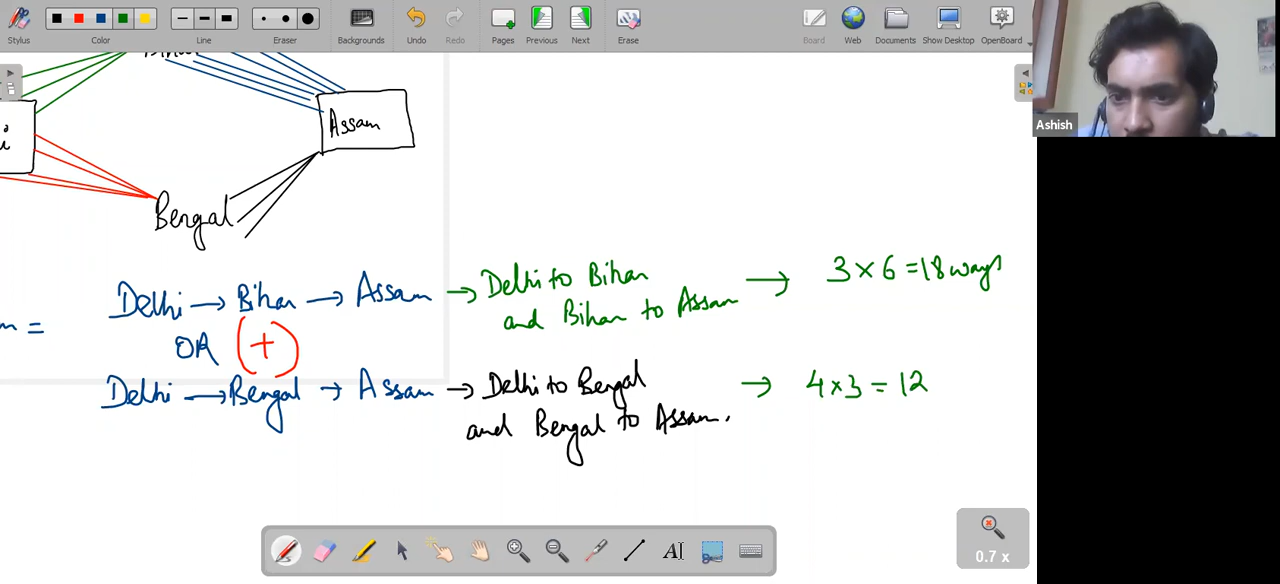 Stylus
Color
Line
Eraser
Backgrounds
Undo
Redo
Pages
Previous
Next
Erase
Board
Web
Documents
Show Desktop
OpenBoard
Ashish
Assam
Bengal
Delhi → Bihar → Assam → Delhi to Bihar → 3 × 6 = 18 ways
and Bihar to Assam
=
OR (+)
Delhi → Bengal → Assam → Delhi to Bengal → 4 × 3 = 12
and Bengal to Assam.
0.7 x